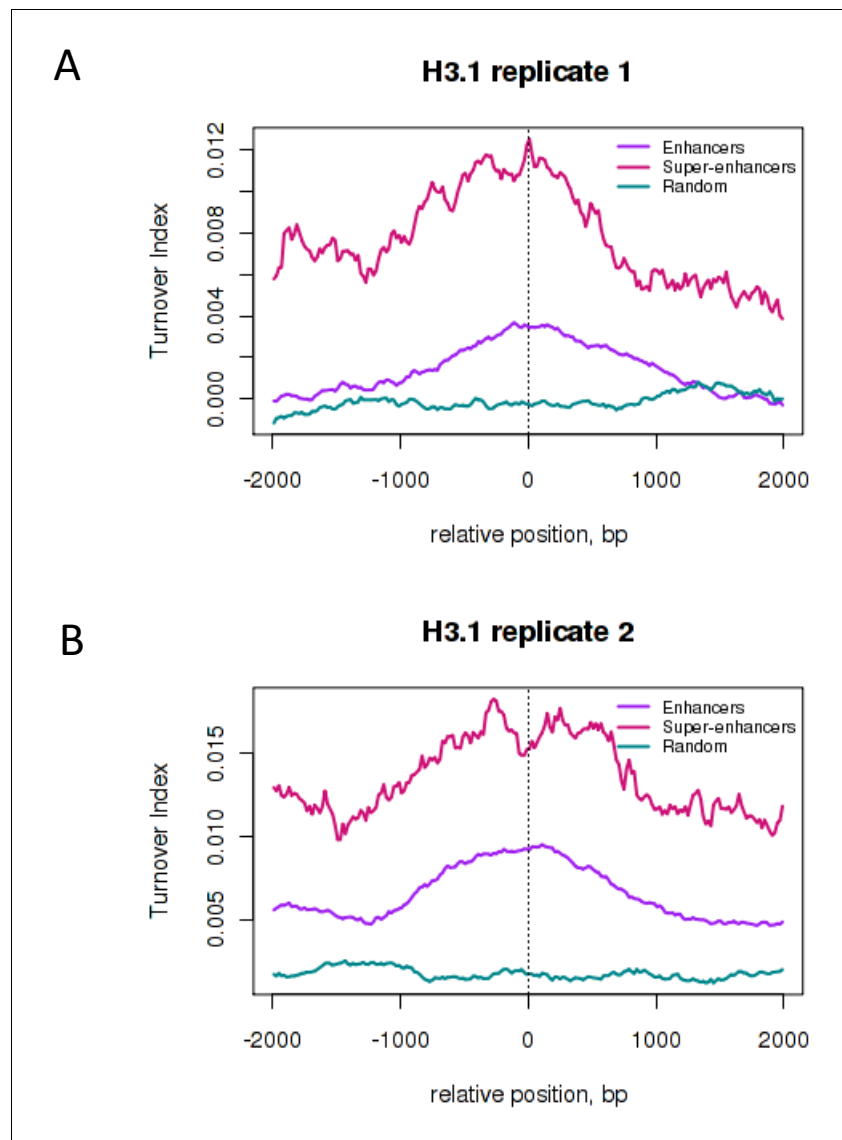 A
H3.1 replicate 1
Enhancers
Super-enhancers
Random
Turnover Index
0.012
0.008
0.004
0.000
-2000 -1000 0 1000 2000
relative position, bp
B
H3.1 replicate 2
Enhancers
Super-enhancers
Random
Turnover Index
0.015
0.010
0.005
-2000 -1000 0 1000 2000
relative position, bp